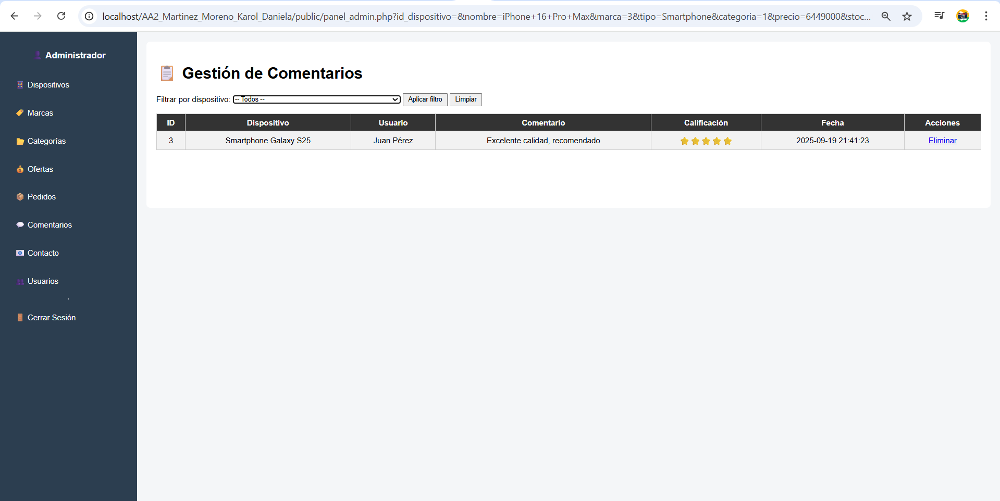 localhost/AA2_Martinez_Moreno_Karol_Daniela/public/panel_admin.php?id_dispositivo=&nombre=iPhone+16+Pro+Max&marca=3&tipo=Smartphone&categoria=1&precio=6449000&stoc...
Administrador
Dispositivos
Marcas
Categorías
Ofertas
Pedidos
Comentarios
Contacto
Usuarios
.
Cerrar Sesión
Gestión de Comentarios
Filtrar por dispositivo: -- Todos -- Aplicar filtro Limpiar
ID Dispositivo Usuario Comentario Calificación Fecha Acciones
3 Smartphone Galaxy S25 Juan Pérez Excelente calidad, recomendado 2025-09-19 21:41:23 Eliminar